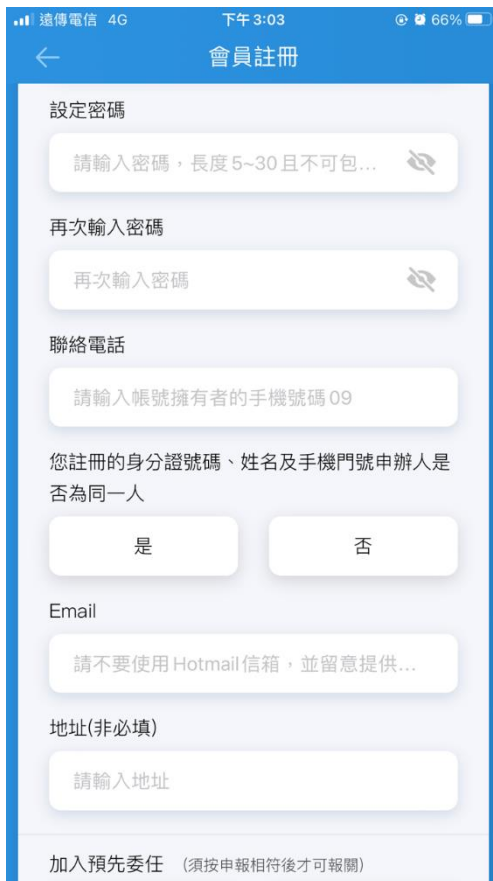 遠傳電信 4G 下午3:03 66%
會員註冊
設定密碼
請輸入密碼，長度5~30且不可包...
再次輸入密碼
再次輸入密碼
聯絡電話
請輸入帳號擁有者的手機號碼09
您註冊的身分證號碼、姓名及手機門號申辦人是
否為同一人
是 否
Email
請不要使用Hotmail信箱，並留意提供...
地址(非必填)
請輸入地址
加入預先委任 (須按申報相符後才可報關)